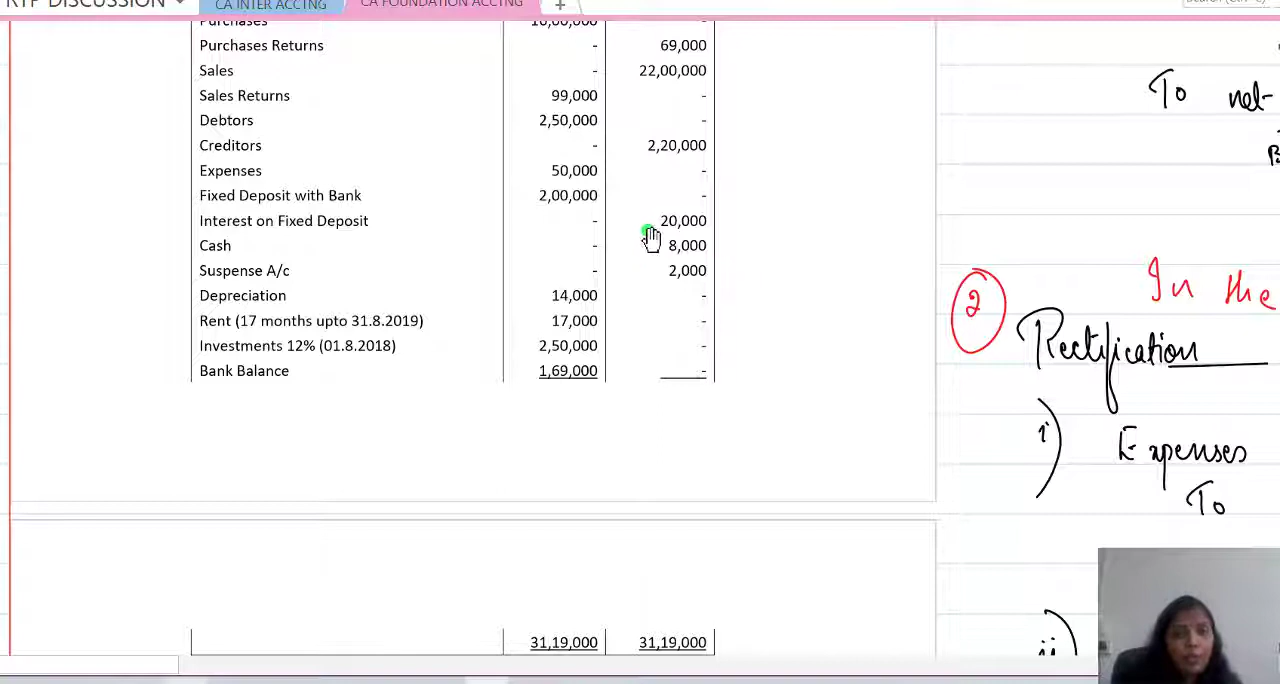 RTP DISCUSSION
CA INTER ACCTNG
CA FOUNDATION ACCTNG
+
Purchases
Purchases Returns - 69,000
Sales - 22,00,000
Sales Returns 99,000 -
Debtors 2,50,000 -
Creditors - 2,20,000
Expenses 50,000 -
Fixed Deposit with Bank 2,00,000 -
Interest on Fixed Deposit - 20,000
Cash - 8,000
Suspense A/c - 2,000
Depreciation 14,000 -
Rent (17 months upto 31.8.2019) 17,000 -
Investments 12% (01.8.2018) 2,50,000 -
Bank Balance 1,69,000 -
31,19,000 31,19,000
To net-
2 In the
Rectification
i) Expenses
To
ii)